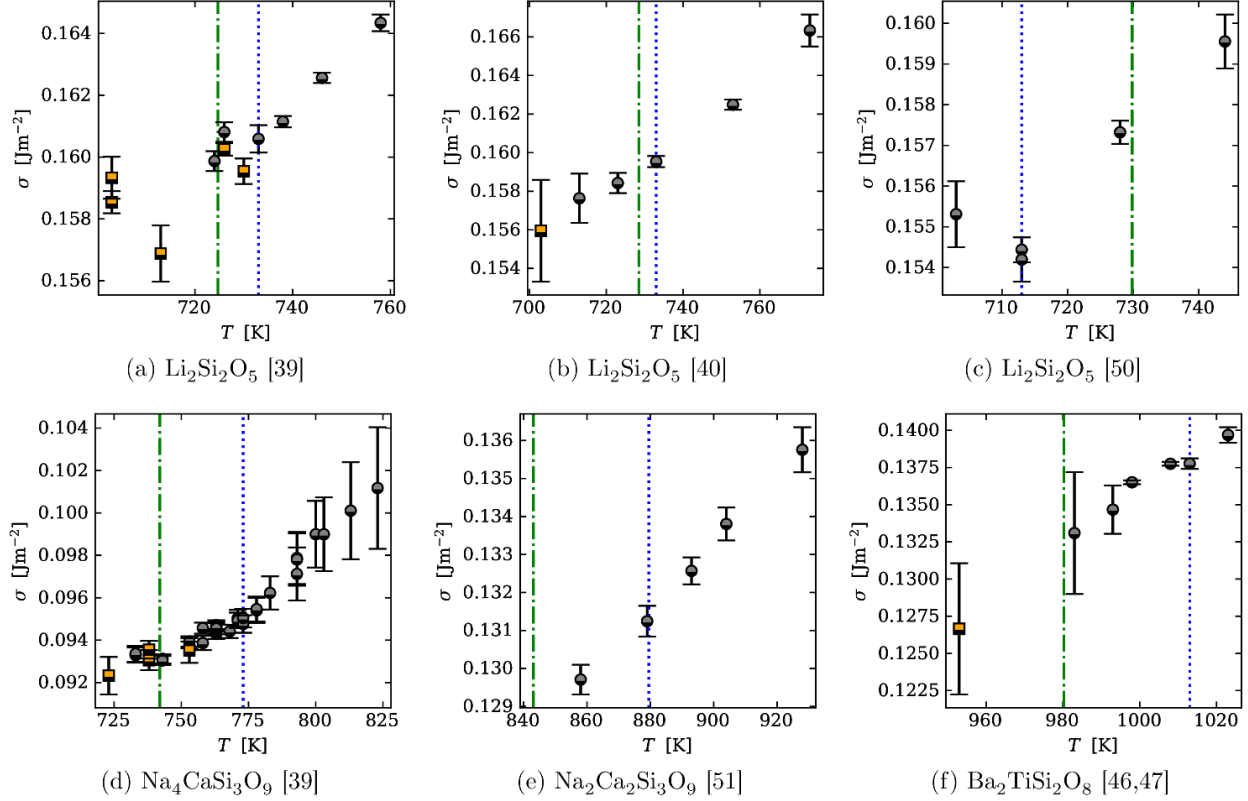 0.164
0.162
0.160
0.158
0.156
σ [Jm⁻²]
720 740 760
T [K]
(a) Li₂Si₂O₅ [39]
0.166
0.164
0.162
0.160
0.158
0.156
0.154
σ [Jm⁻²]
700 720 740 760
T [K]
(b) Li₂Si₂O₅ [40]
0.160
0.159
0.158
0.157
0.156
0.155
0.154
σ [Jm⁻²]
710 720 730 740
T [K]
(c) Li₂Si₂O₅ [50]
0.104
0.102
0.100
0.098
0.096
0.094
0.092
σ [Jm⁻²]
725 750 775 800 825
T [K]
(d) Na₄CaSi₃O₉ [39]
0.136
0.135
0.134
0.133
0.132
0.131
0.130
0.129
σ [Jm⁻²]
840 860 880 900 920
T [K]
(e) Na₂Ca₂Si₃O₉ [51]
0.1400
0.1375
0.1350
0.1325
0.1300
0.1275
0.1250
0.1225
σ [Jm⁻²]
960 980 1000 1020
T [K]
(f) Ba₂TiSi₂O₈ [46,47]